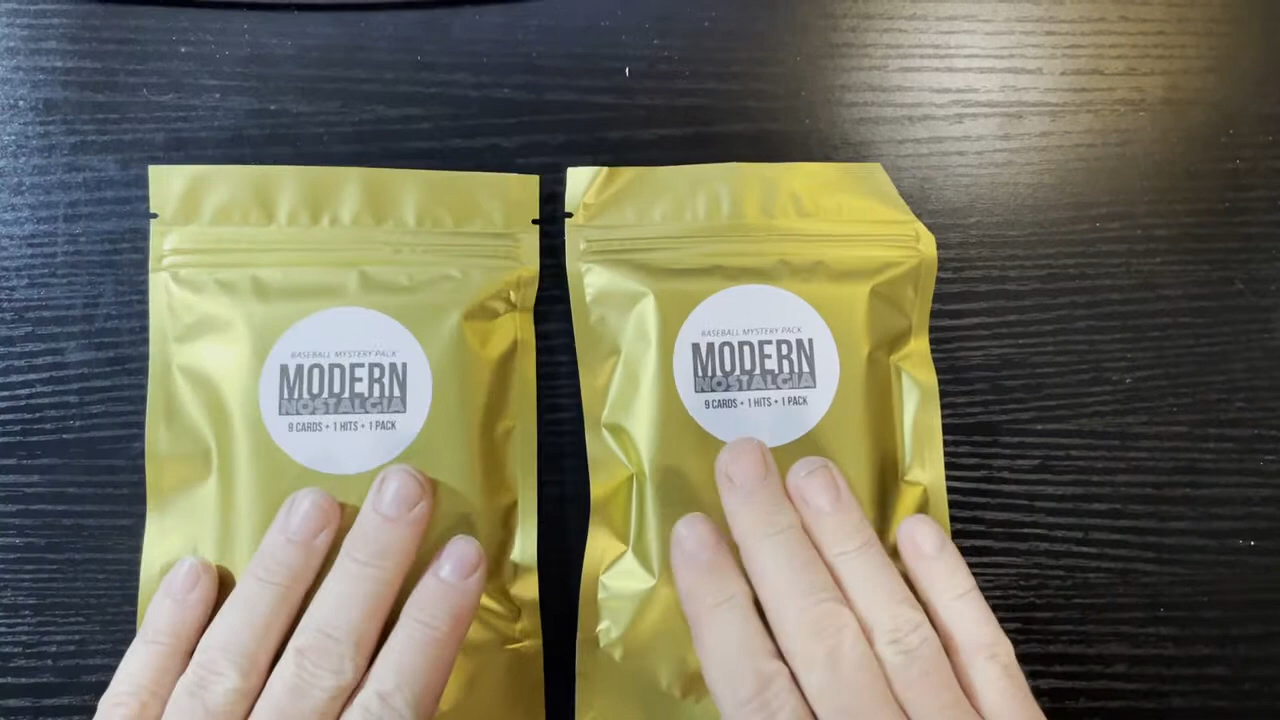 BASEBALL MYSTERY PACK
MODERN
NOSTALGIA
9 CARDS + 1 HITS + 1 PACK
BASEBALL MYSTERY PACK
MODERN
NOSTALGIA
9 CARDS + 1 HITS + 1 PACK